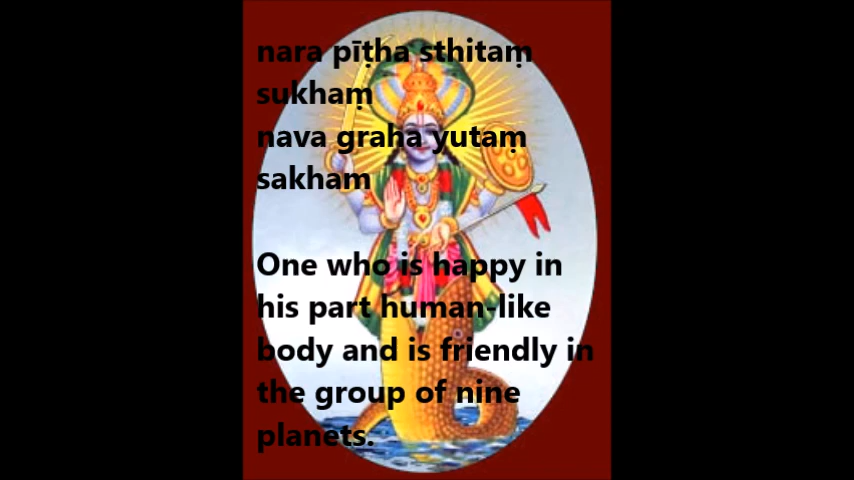 nara pīṭha sthitaṃ
sukhaṃ
nava graha yutaṃ
sakham
One who is happy in
his part human-like
body and is friendly in
the group of nine
planets.